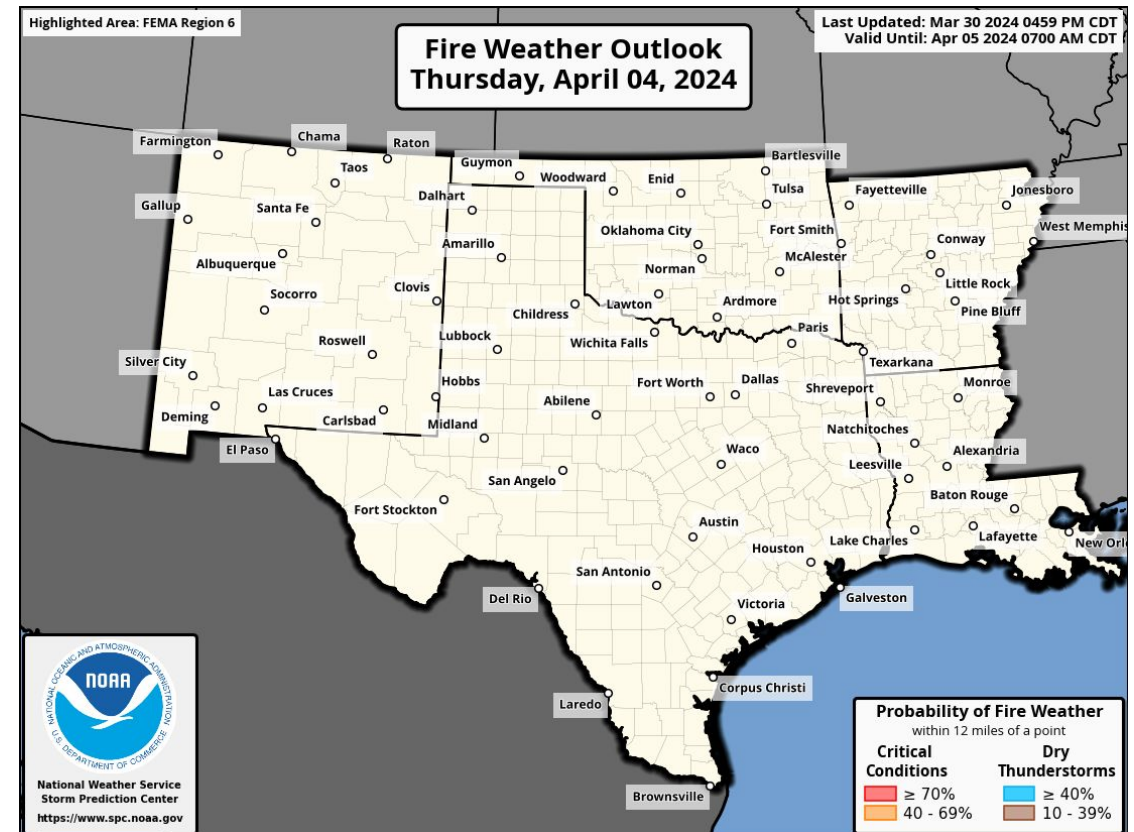 Highlighted Area: FEMA Region 6
Last Updated: Mar 30 2024 0459 PM CDT
Valid Until: Apr 05 2024 0700 AM CDT
Fire Weather Outlook
Thursday, April 04, 2024
Farmington
Chama
Raton
Taos
Guymon
Woodward
Enid
Bartlesville
Tulsa
Fayetteville
Jonesboro
Gallup
Santa Fe
Dalhart
West Memphis
Albuquerque
Amarillo
Oklahoma City
Fort Smith
Conway
Norman
McAlester
Little Rock
Socorro
Clovis
Childress
Lawton
Ardmore
Hot Springs
Pine Bluff
Roswell
Lubbock
Wichita Falls
Paris
Texarkana
Silver City
Hobbs
Fort Worth
Dallas
Shreveport
Monroe
Las Cruces
Deming
Carlsbad
Midland
Abilene
Natchitoches
El Paso
Waco
Leesville
Alexandria
San Angelo
Baton Rouge
Fort Stockton
Austin
Houston
Lake Charles
Lafayette
New Orl
San Antonio
Del Rio
Victoria
Galveston
Laredo
Corpus Christi
Brownsville
NATIONAL OCEANIC AND ATMOSPHERIC ADMINISTRATION
NOAA
U.S. DEPARTMENT OF COMMERCE
National Weather Service
Storm Prediction Center
https://www.spc.noaa.gov
Probability of Fire Weather
within 12 miles of a point
Critical Conditions
≥ 70%
40 - 69%
Dry Thunderstorms
≥ 40%
10 - 39%